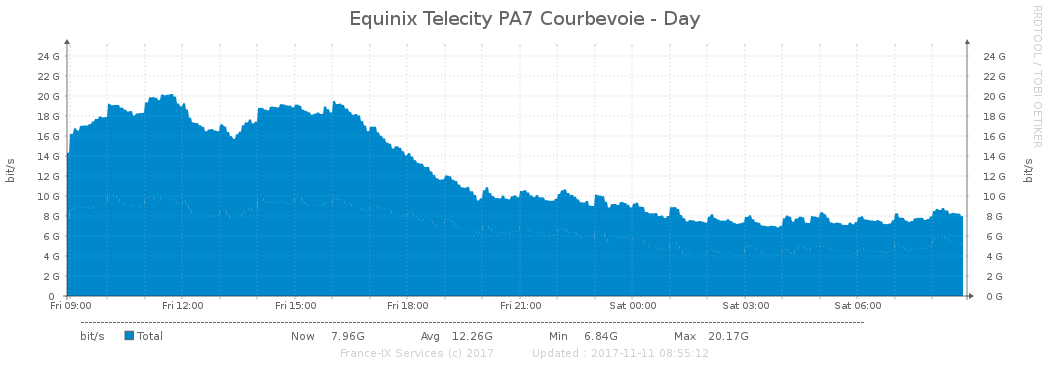 Equinix Telecity PA7 Courbevoie - Day
RRDTOOL / TOBI OETIKER
bit/s
24 G 24 G
22 G 22 G
20 G 20 G
18 G 18 G
16 G 16 G
14 G 14 G
12 G 12 G
10 G 10 G
8 G 8 G
6 G 6 G
4 G 4 G
2 G 2 G
0 0 G
bit/s
Fri 09:00 Fri 12:00 Fri 15:00 Fri 18:00 Fri 21:00 Sat 00:00 Sat 03:00 Sat 06:00
bit/s Total Now 7.96G Avg 12.26G Min 6.84G Max 20.17G
France-IX Services (c) 2017 Updated : 2017-11-11 08:55:12